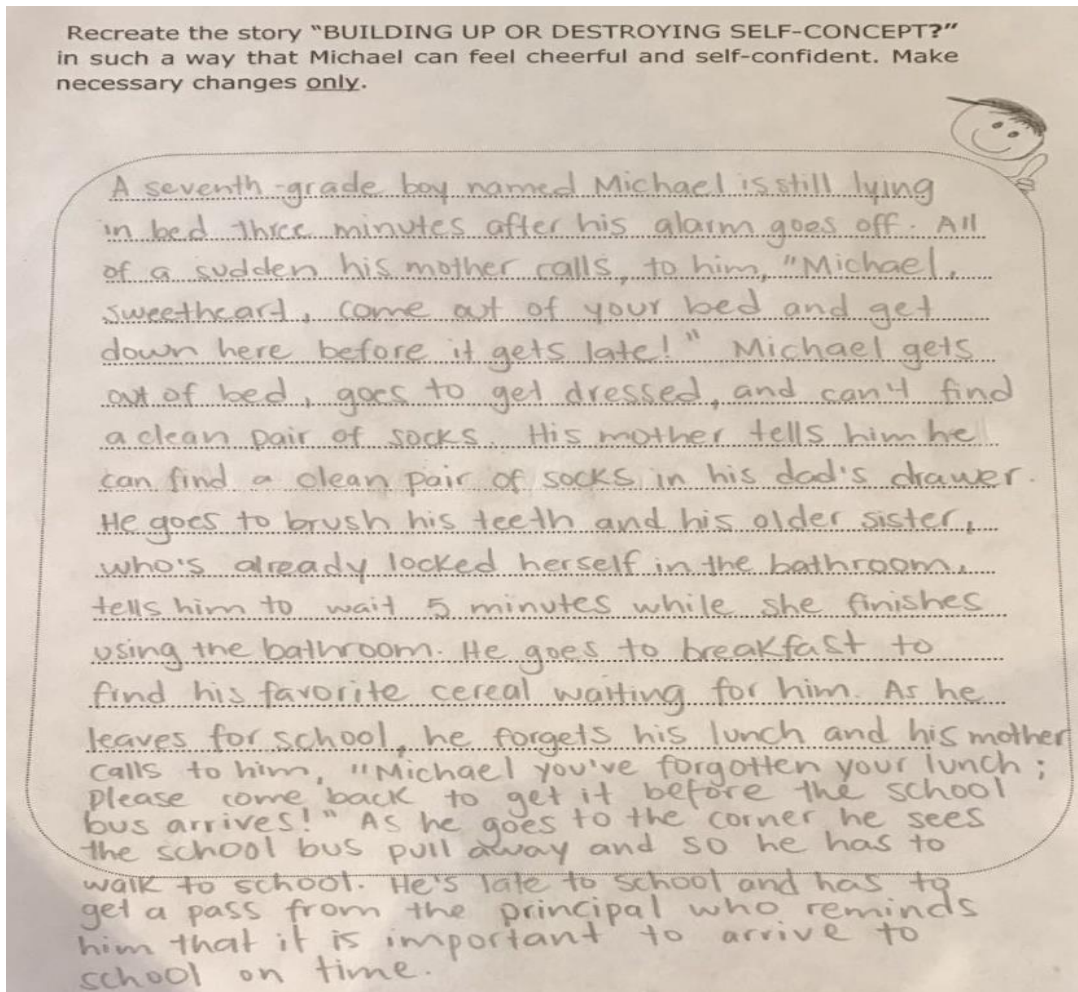 Recreate the story “BUILDING UP OR DESTROYING SELF-CONCEPT?”
in such a way that Michael can feel cheerful and self-confident. Make
necessary changes only.
A seventh-grade boy named Michael is still lying
in bed three minutes after his alarm goes off. All
of a sudden his mother calls, to him, "Michael,
sweetheart, come out of your bed and get
down here before it gets late!" Michael gets
out of bed, goes to get dressed, and can't find
a clean pair of socks. His mother tells him he
can find a clean pair of socks in his dad's drawer.
He goes to brush his teeth and his older sister,
who's already locked herself in the bathroom,
tells him to wait 5 minutes while she finishes
using the bathroom. He goes to breakfast to
find his favorite cereal waiting for him. As he
leaves for school, he forgets his lunch and his mother
calls to him, "Michael you've forgotten your lunch;
please come back to get it before the school
bus arrives!" As he goes to the corner he sees
the school bus pull away and so he has to
walk to school. He's late to school and has to
get a pass from the principal who reminds
him that it is important to arrive to
school on time.